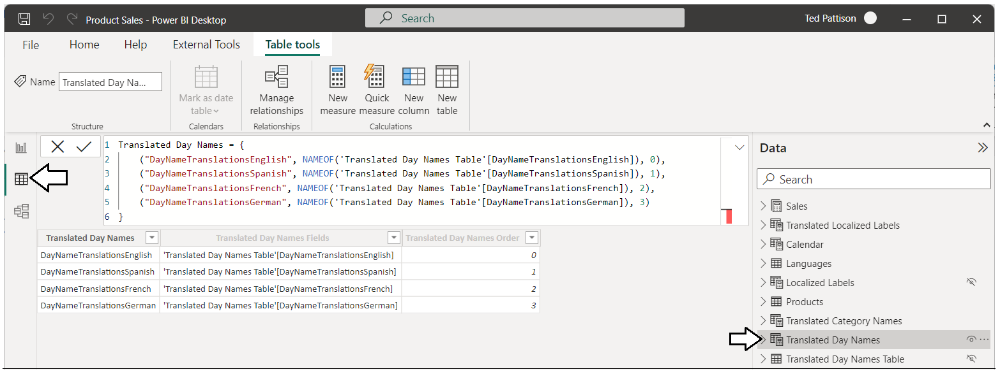 Product Sales - Power BI Desktop
Search
Ted Pattison
File Home Help External Tools Table tools
Name Translated Day Na...
Mark as date table
Manage relationships
New measure
Quick measure
New column
New table
Structure Calendars Relationships Calculations
1 Translated Day Names = {
2 ("DayNameTranslationsEnglish", NAMEOF('Translated Day Names Table'[DayNameTranslationsEnglish]), 0),
3 ("DayNameTranslationsSpanish", NAMEOF('Translated Day Names Table'[DayNameTranslationsSpanish]), 1),
4 ("DayNameTranslationsFrench", NAMEOF('Translated Day Names Table'[DayNameTranslationsFrench]), 2),
5 ("DayNameTranslationsGerman", NAMEOF('Translated Day Names Table'[DayNameTranslationsGerman]), 3)
6 }
Translated Day Names Translated Day Names Fields Translated Day Names Order
DayNameTranslationsEnglish 'Translated Day Names Table'[DayNameTranslationsEnglish] 0
DayNameTranslationsSpanish 'Translated Day Names Table'[DayNameTranslationsSpanish] 1
DayNameTranslationsFrench 'Translated Day Names Table'[DayNameTranslationsFrench] 2
DayNameTranslationsGerman 'Translated Day Names Table'[DayNameTranslationsGerman] 3
Data
Search
Sales
Translated Localized Labels
Calendar
Languages
Localized Labels
Products
Translated Category Names
Translated Day Names
Translated Day Names Table